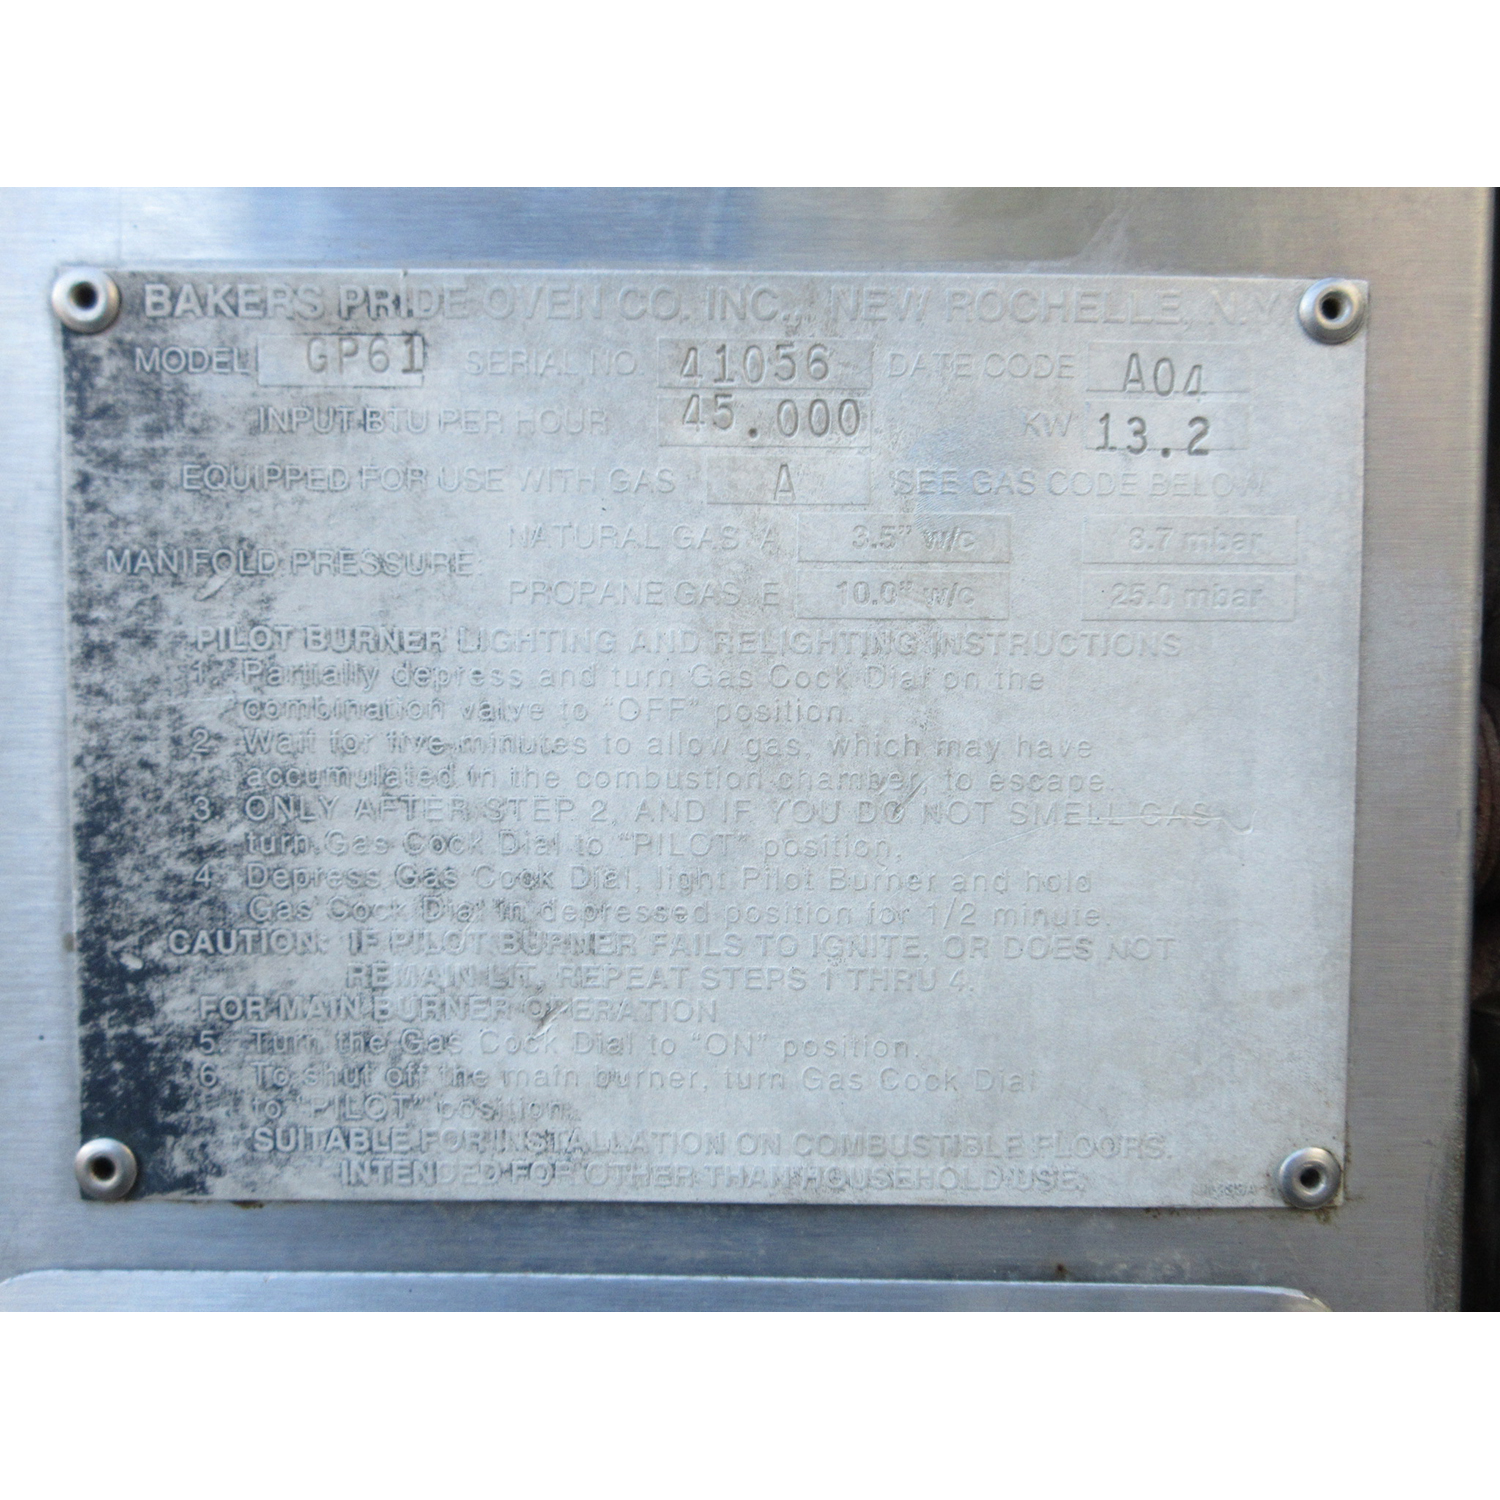 BAKERS PRIDE OVEN CO. INC., NEW ROCHELLE, N.Y.
MODEL GP61 SERIAL NO. 41056 DATE CODE A04
INPUT BTU PER HOUR 45.000 KW 13.2
EQUIPPED FOR USE WITH GAS A SEE GAS CODE BELOW
NATURAL GAS A 3.5" w/c 8.7 mbar
MANIFOLD PRESSURE:
PROPANE GAS E 10.0" w/c 25.0 mbar
PILOT BURNER LIGHTING AND RELIGHTING INSTRUCTIONS
1. Partially depress and turn Gas Cock Dial on the
combination valve to "OFF" position.
2. Wait for five minutes to allow gas, which may have
accumulated in the combustion chamber, to escape.
3. ONLY AFTER STEP 2, AND IF YOU DO NOT SMELL GAS
turn Gas Cock Dial to "PILOT" position.
4. Depress Gas Cock Dial, light Pilot Burner and hold
Gas Cock Dial in depressed position for 1/2 minute.
CAUTION: IF PILOT BURNER FAILS TO IGNITE, OR DOES NOT
REMAIN LIT, REPEAT STEPS 1 THRU 4.
FOR MAIN BURNER OPERATION
5. Turn the Gas Cock Dial to "ON" position.
6. To shut off the main burner, turn Gas Cock Dial
to "PILOT" position.
SUITABLE FOR INSTALLATION ON COMBUSTIBLE FLOORS.
INTENDED FOR OTHER THAN HOUSEHOLD USE.